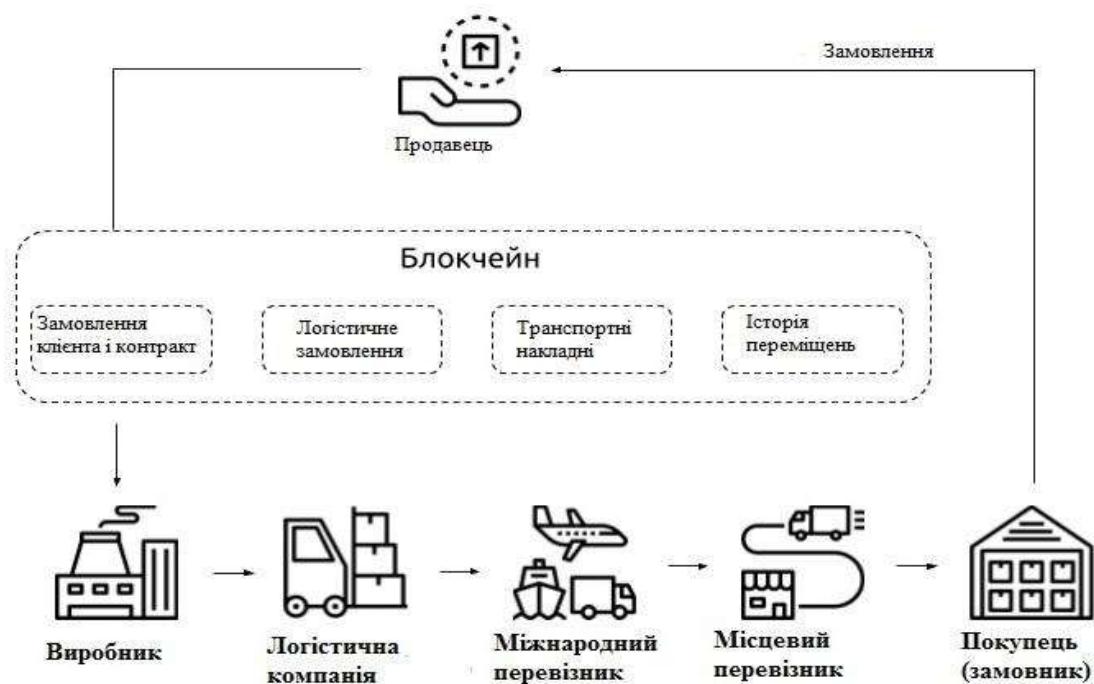 Замовлення
Продавець
Блокчейн
Замовлення
клієнта і контракт
Логістичне
замовлення
Транспортні
накладні
Історія
переміщень
Виробник
Логістична
компанія
Міжнародний
перевізник
Місцевий
перевізник
Покупець
(замовник)